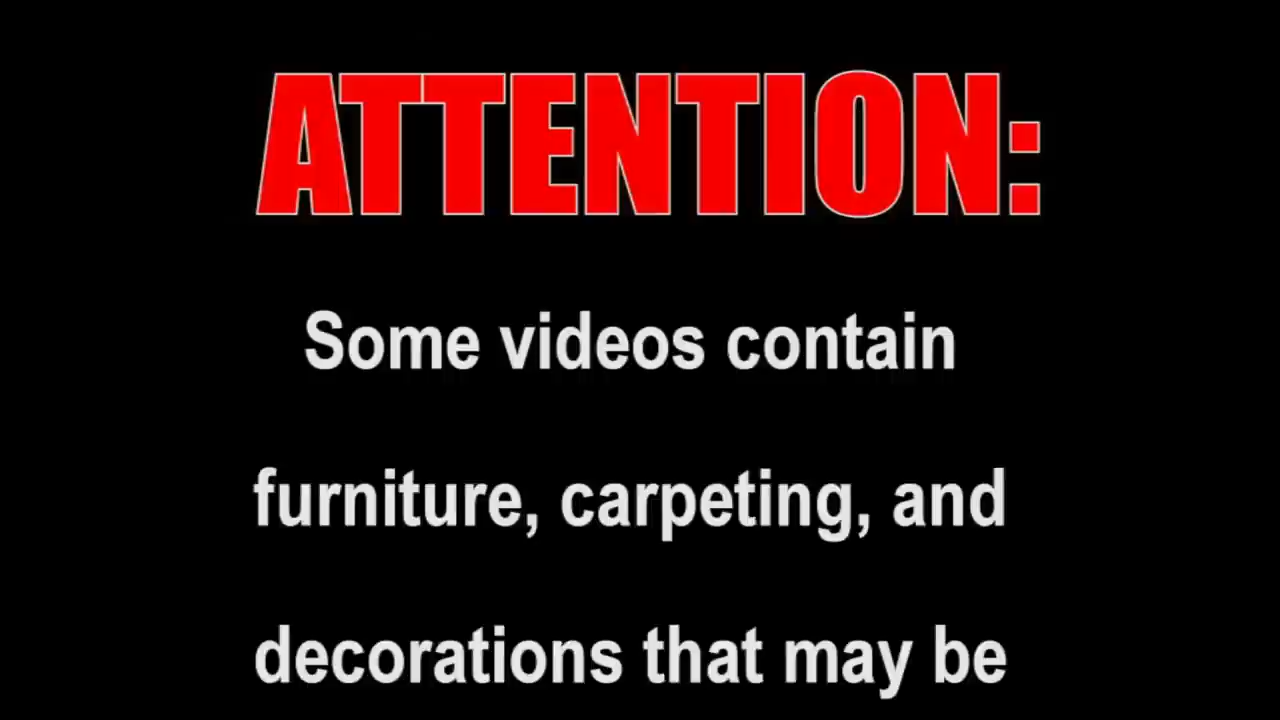 ATTENTION:
Some videos contain
furniture, carpeting, and
decorations that may be